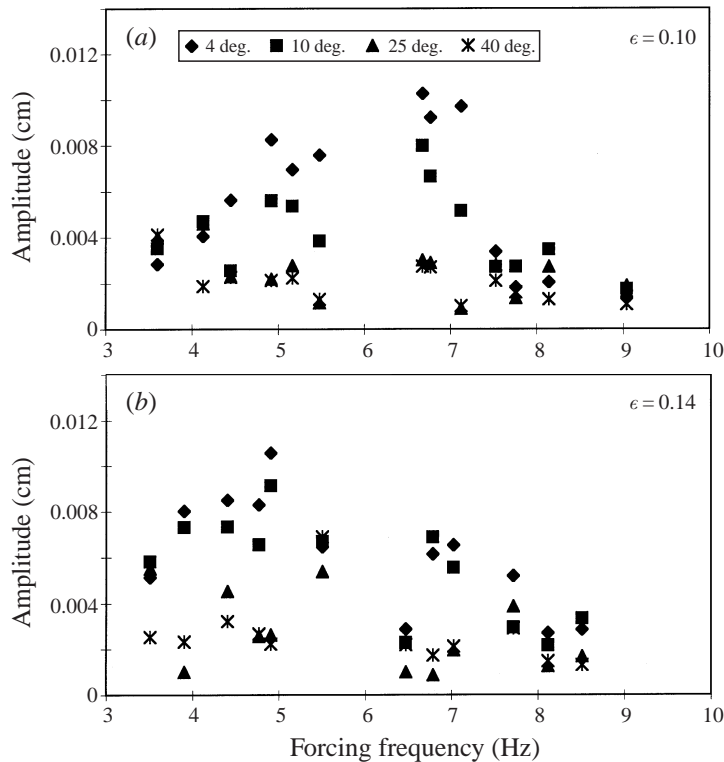 (a)
4 deg. 10 deg. 25 deg. 40 deg.
ϵ = 0.10
0.012
0.008
0.004
0
Amplitude (cm)
3 4 5 6 7 8 9 10
(b)
ϵ = 0.14
0.012
0.008
0.004
0
Amplitude (cm)
3 4 5 6 7 8 9 10
Forcing frequency (Hz)